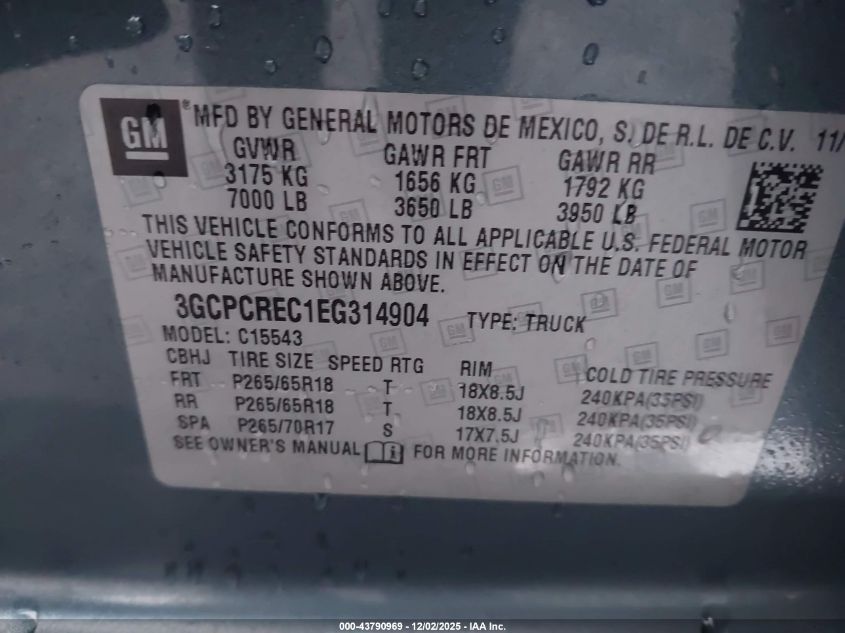 GM ® MFD BY GENERAL MOTORS DE MEXICO, S. DE R.L. DE C.V. 11/
GVWR GAWR FRT GAWR RR
3175 KG 1656 KG 1792 KG
7000 LB 3650 LB 3950 LB
THIS VEHICLE CONFORMS TO ALL APPLICABLE U.S. FEDERAL MOTOR
VEHICLE SAFETY STANDARDS IN EFFECT ON THE DATE OF
MANUFACTURE SHOWN ABOVE.
3GCPCREC1EG314904 TYPE: TRUCK
MODEL: C15543
CBHJ TIRE SIZE SPEED RTG RIM COLD TIRE PRESSURE
FRT P265/65R18 T 18X8.5J 240KPA(35PSI)
RR P265/65R18 T 18X8.5J 240KPA(35PSI)
SPA P265/70R17 S 17X7.5J 240KPA(35PSI)
SEE OWNER'S MANUAL FOR MORE INFORMATION.
000-43790969 - 12/02/2025 - IAA Inc.